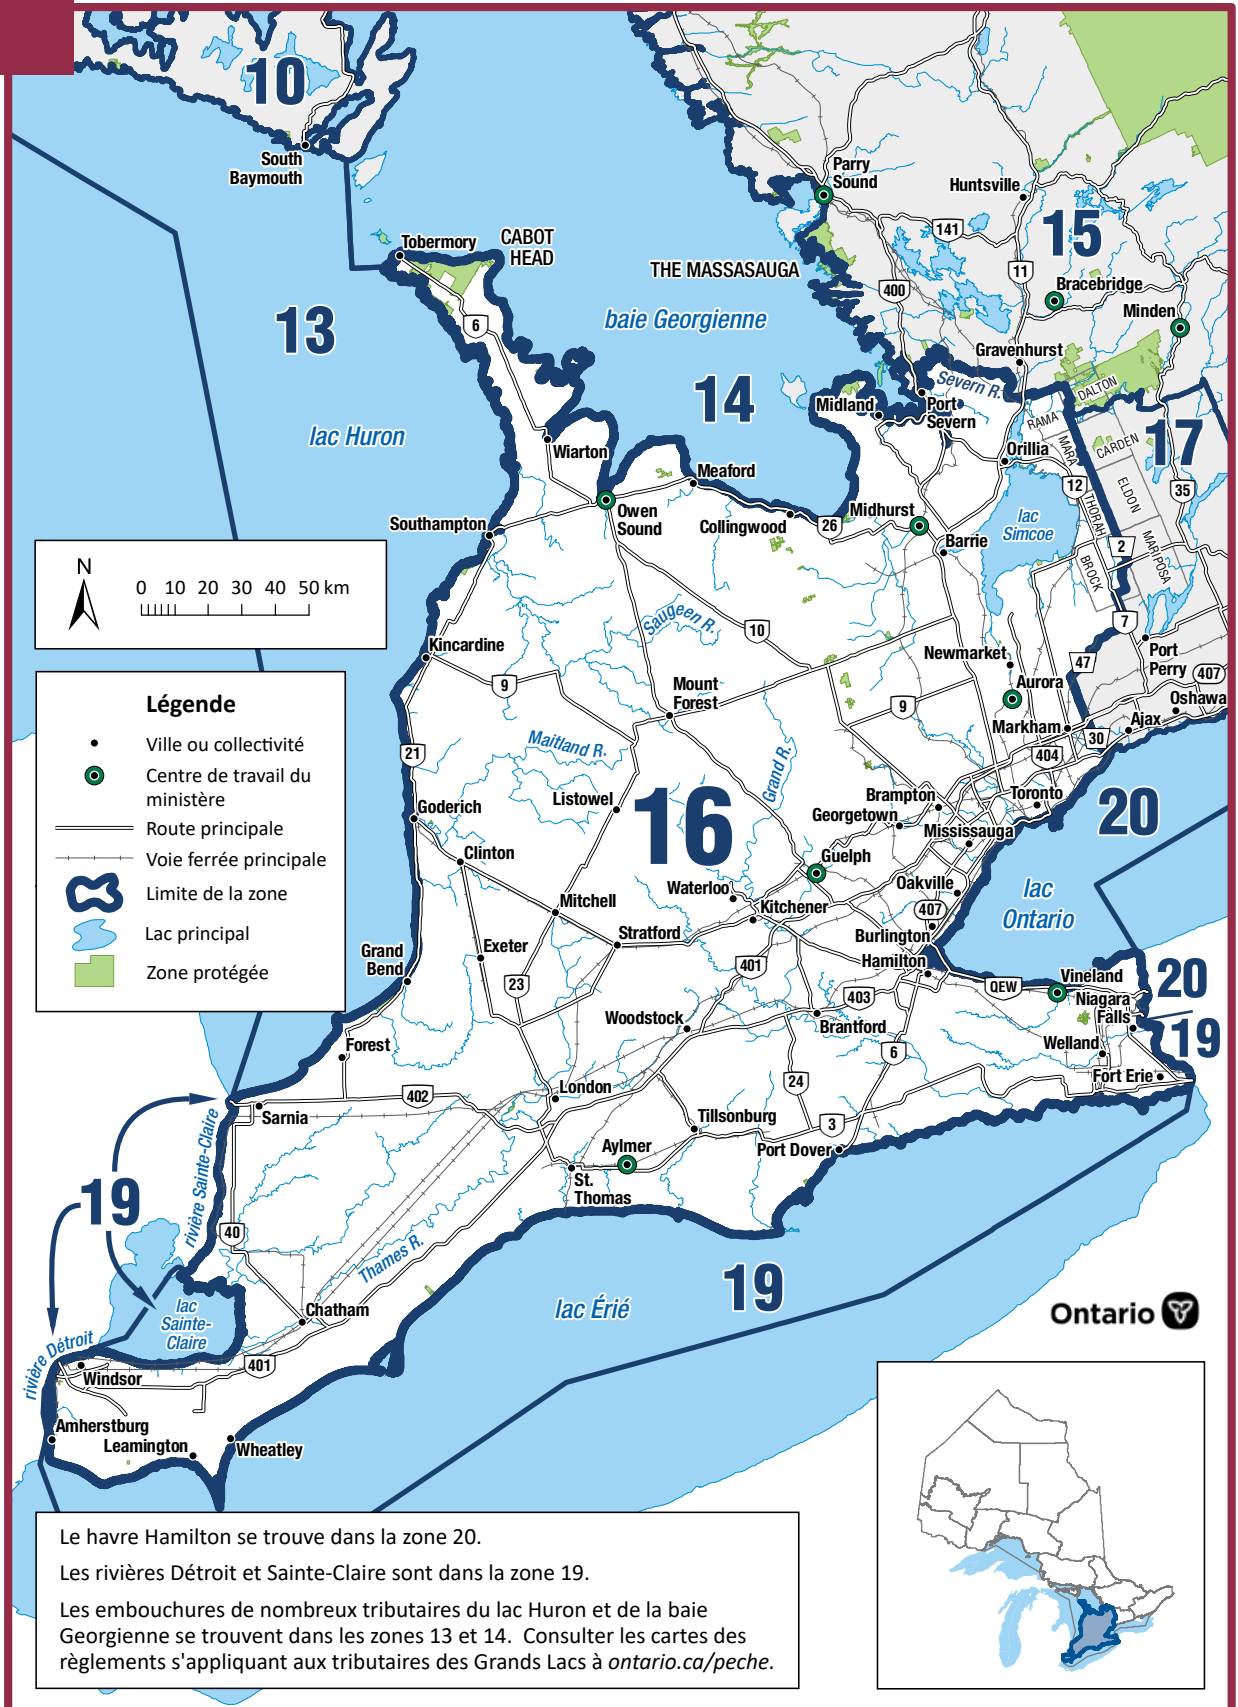 10
South
Baymouth
Parry
Sound
Huntsville
141
15
11
Bracebridge
400
Minden
Tobermory
CABOT
HEAD
THE MASSASAUGA
6
13
baie Georgienne
Gravenhurst
Severn R.
DALTON
14
Midland
Port
Severn
RAMA
MARA
CARDEN
17
lac Huron
Wiarton
Orillia
Meaford
12
ELDON
35
Owen
Sound
Collingwood
26
Midhurst
lac
Simcoe
THORAH
Southampton
Barrie
2
MARIPOSA
BROCK
N
0 10 20 30 40 50 km
Saugeen R.
10
7
Kincardine
Newmarket
47
Port
Perry
407
9
Mount
Forest
Aurora
9
Oshawa
Légende
Ville ou collectivité
Centre de travail du
ministère
Route principale
Voie ferrée principale
Limite de la zone
Lac principal
Zone protégée
Markham
30
Ajax
21
Maitland R.
Grand R.
404
Listowel
16
Brampton
Toronto
Goderich
Georgetown
20
Mississauga
Clinton
Guelph
Waterloo
Oakville
lac
Ontario
Mitchell
Kitchener
407
Stratford
Burlington
Grand
Bend
Exeter
401
Hamilton
Vineland
23
QEW
20
403
Niagara
Falls
Woodstock
Brantford
19
Forest
6
Welland
Fort Erie
London
24
402
Sarnia
Tillsonburg
3
rivière Sainte-Claire
Aylmer
Port Dover
St.
Thomas
19
40
Thames R.
lac
Sainte-
Claire
Chatham
lac Érié
19
Ontario
rivière Détroit
401
Windsor
Amherstburg
Leamington
Wheatley
Le havre Hamilton se trouve dans la zone 20.
Les rivières Détroit et Sainte-Claire sont dans la zone 19.
Les embouchures de nombreux tributaires du lac Huron et de la baie
Georgienne se trouvent dans les zones 13 et 14. Consulter les cartes des
règlements s'appliquant aux tributaires des Grands Lacs à ontario.ca/peche.